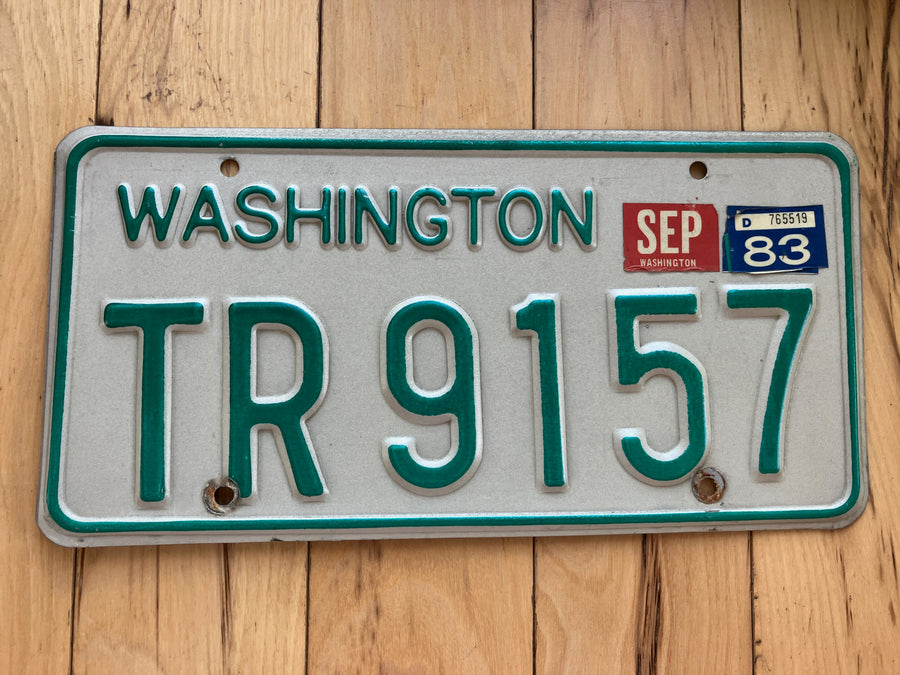 WASHINGTON
SEP
WASHINGTON
D 765519
83
TR 9157